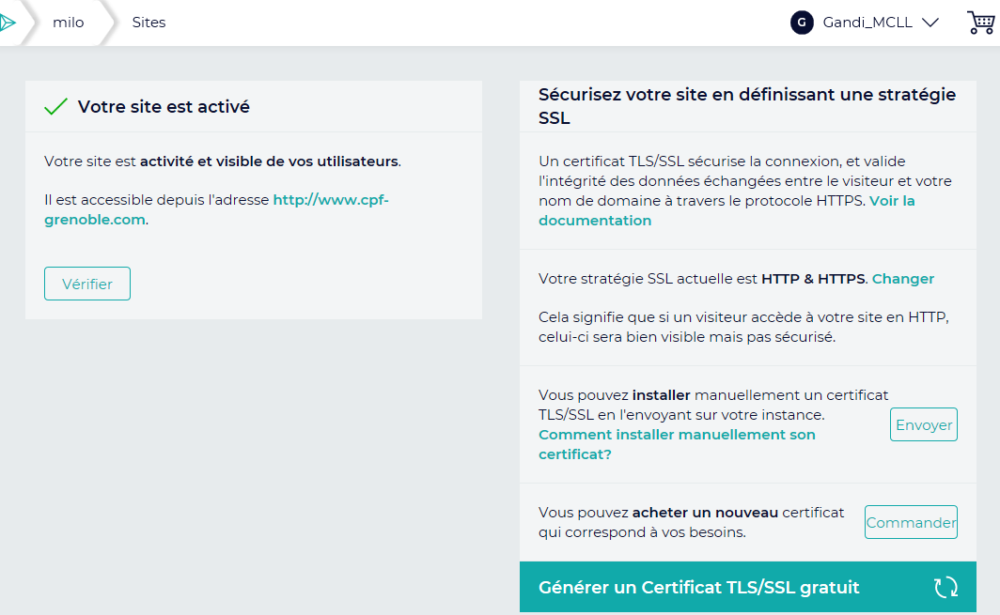 milo
Sites
G
Gandi_MCLL
Votre site est activé
Votre site est activité et visible de vos utilisateurs.
Il est accessible depuis l'adresse http://www.cpf-
grenoble.com.
Vérifier
Sécurisez votre site en définissant une stratégie
SSL
Un certificat TLS/SSL sécurise la connexion, et valide
l'intégrité des données échangées entre le visiteur et votre
nom de domaine à travers le protocole HTTPS. Voir la
documentation
Votre stratégie SSL actuelle est HTTP & HTTPS. Changer
Cela signifie que si un visiteur accède à votre site en HTTP,
celui-ci sera bien visible mais pas sécurisé.
Vous pouvez installer manuellement un certificat
TLS/SSL en l'envoyant sur votre instance.
Comment installer manuellement son
certificat?
Envoyer
Vous pouvez acheter un nouveau certificat
qui correspond à vos besoins.
Commander
Générer un Certificat TLS/SSL gratuit